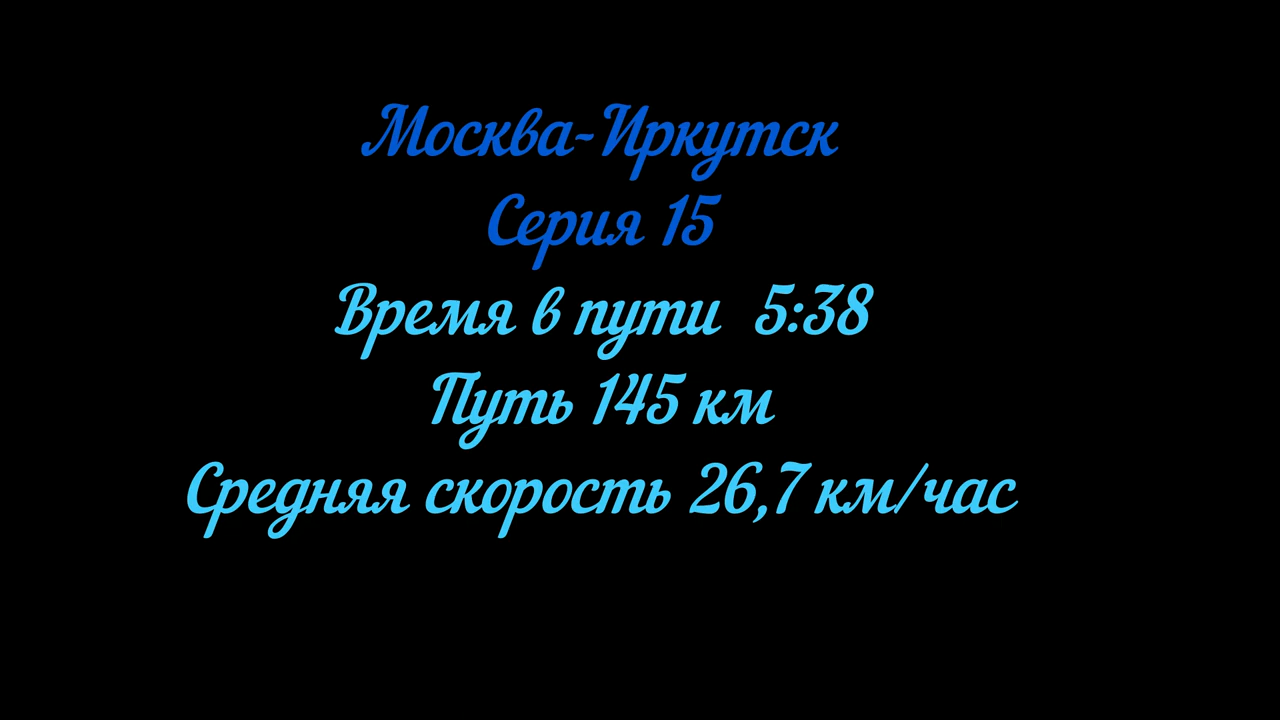 Москва-Иркутск
Серия 15
Время в пути 5:38
Путь 145 км
Средняя скорость 26,7 км/час